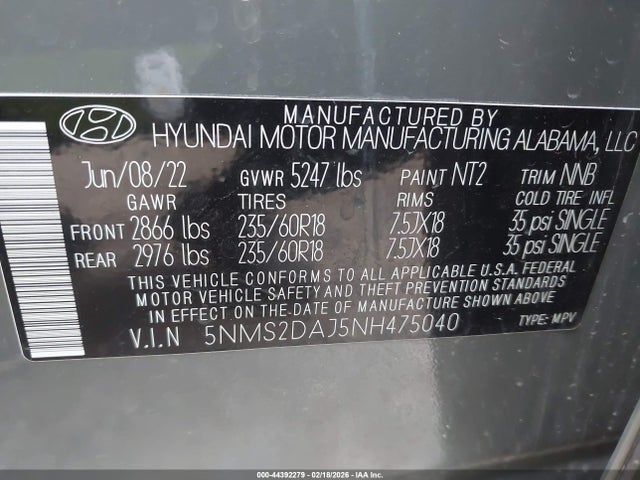 MANUFACTURED BY
HYUNDAI MOTOR MANUFACTURING ALABAMA, LLC
Jun/08/22 GVWR 5247 lbs PAINT NT2 TRIM NNB
GAWR TIRES RIMS COLD TIRE INFL
FRONT 2866 lbs 235/60R18 7.5JX18 35 psi SINGLE
REAR 2976 lbs 235/60R18 7.5JX18 35 psi SINGLE
THIS VEHICLE CONFORMS TO ALL APPLICABLE U.S.A. FEDERAL
MOTOR VEHICLE SAFETY AND THEFT PREVENTION STANDARDS
IN EFFECT ON THE DATE OF MANUFACTURE SHOWN ABOVE
V.I.N 5NMS2DAJ5NH475040 TYPE: MPV
000-44392279 - 02/18/2026 - IAA Inc.